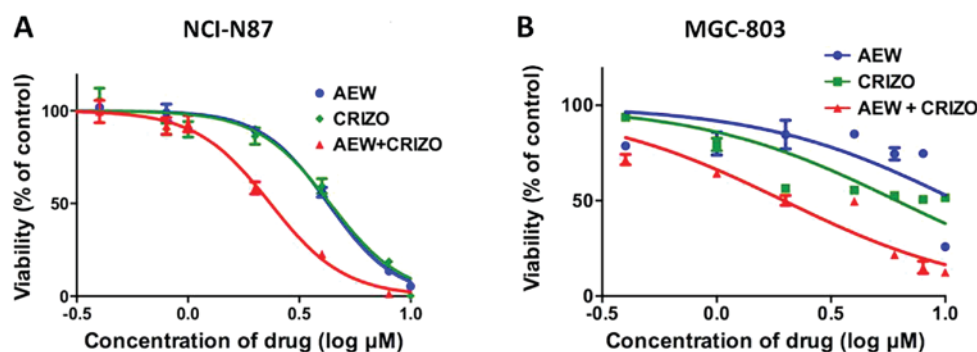 A
NCI-N87
Viability (% of control)
100
50
0
-0.5
0.0
0.5
1.0
Concentration of drug (log µM)
AEW
CRIZO
AEW+CRIZO
B
MGC-803
Viability (% of control)
100
50
0
0.0
0.5
1.0
Concentration of drug (log µM)
AEW
CRIZO
AEW + CRIZO